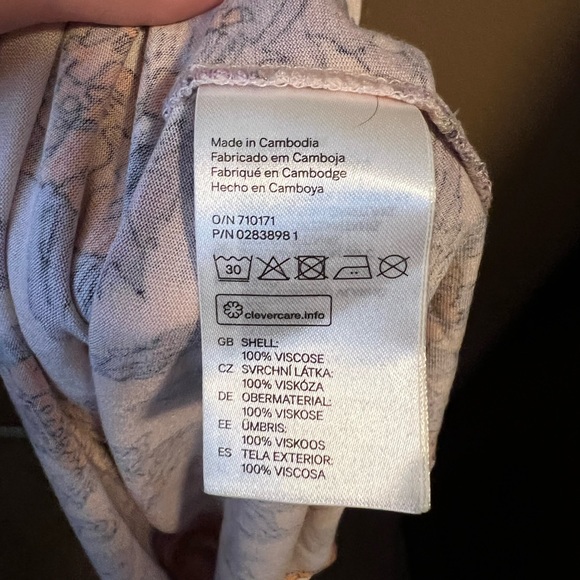 Made in Cambodia
Fabricado em Camboja
Fabriqué en Cambodge
Hecho en Camboya
O/N 710171
P/N 0283898 1
30
clevercare.info
GB SHELL:
100% VISCOSE
CZ SVRCHNÍ LÁTKA:
100% VISKÓZA
DE OBERMATERIAL:
100% VISKOSE
EE ÜMBRIS:
100% VISKOOS
ES TELA EXTERIOR:
100% VISCOSA